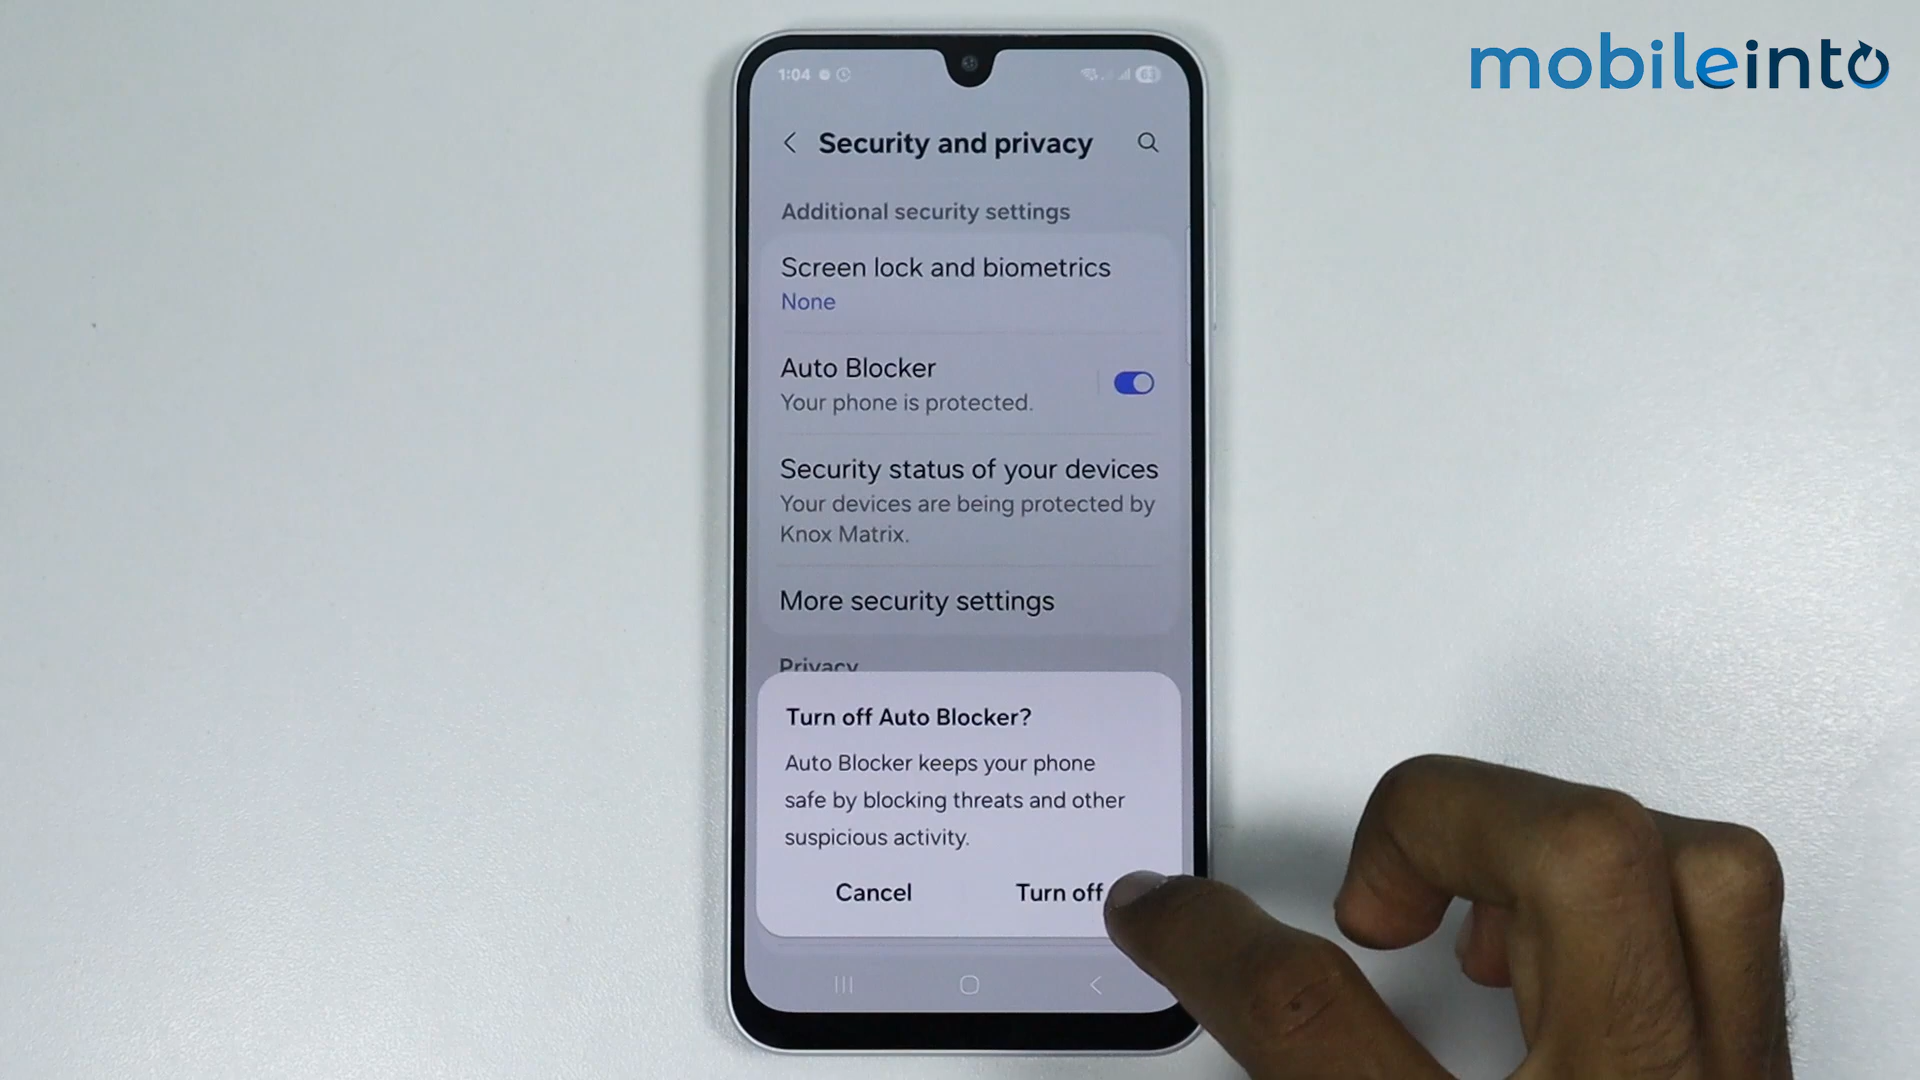 mobileinto
1:04
63
Security and privacy
Additional security settings
Screen lock and biometrics
None
Auto Blocker
Your phone is protected.
Security status of your devices
Your devices are being protected by
Knox Matrix.
More security settings
Privacy
Turn off Auto Blocker?
Auto Blocker keeps your phone
safe by blocking threats and other
suspicious activity.
Cancel
Turn off